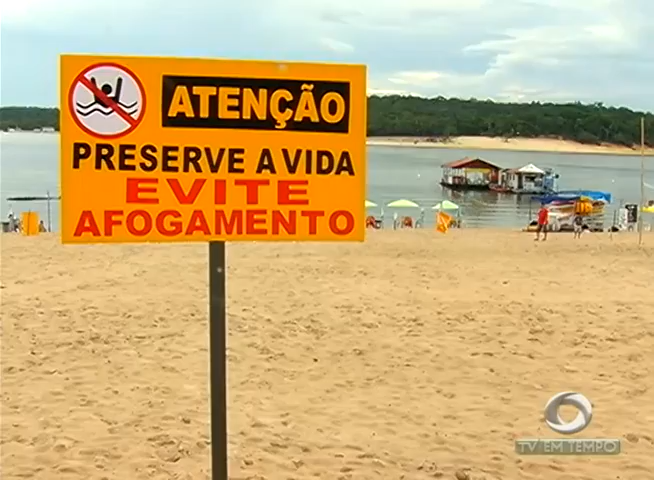 ATENÇÃO
PRESERVE A VIDA
EVITE
AFOGAMENTO
TV EM TEMPO